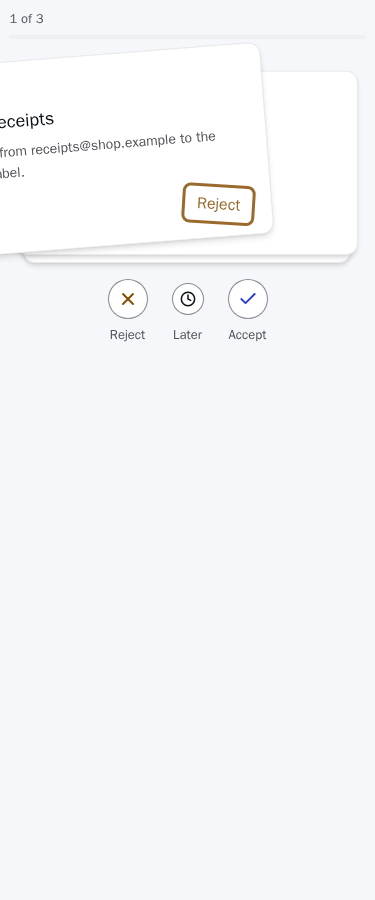 1 of 3
eceipts
from receipts@shop.example to the
abel.
Reject
Reject
Later
Accept